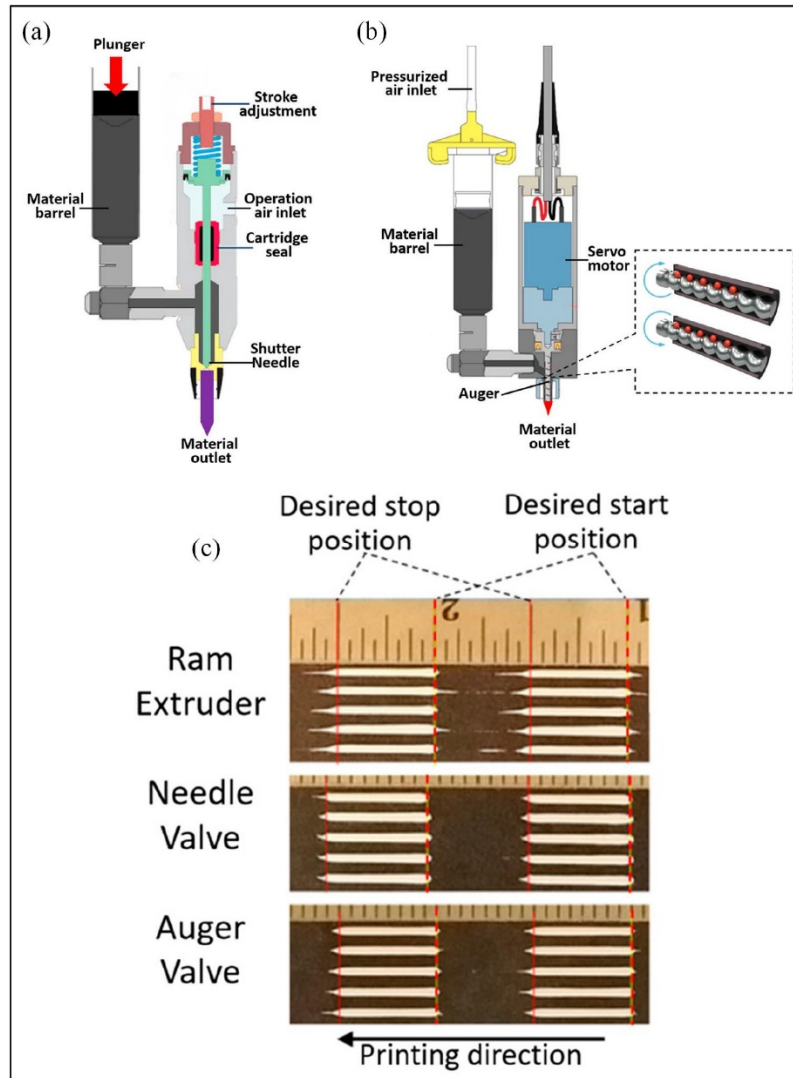 (a)
Plunger
Stroke
adjustment
Material
barrel
Operation
air inlet
Cartridge
seal
Shutter
Needle
Material
outlet
(b)
Pressurized
air inlet
Material
barrel
Servo
motor
Auger
Material
outlet
(c)
Desired stop
position
Desired start
position
2
1
Ram
Extruder
Needle
Valve
Auger
Valve
Printing direction